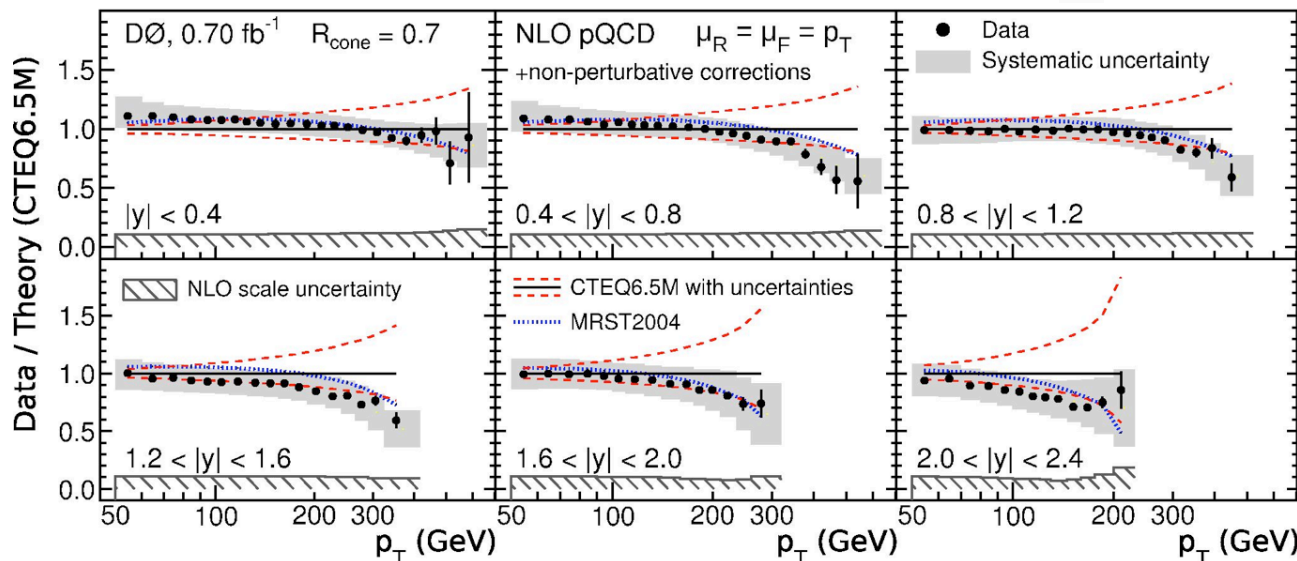 Data / Theory (CTEQ6.5M)
DØ, 0.70 fb⁻¹ R_cone = 0.7
NLO pQCD μ_R = μ_F = p_T
+non-perturbative corrections
Data
Systematic uncertainty
1.5
1.0
0.5
0.0
|y| < 0.4
0.4 < |y| < 0.8
0.8 < |y| < 1.2
NLO scale uncertainty
CTEQ6.5M with uncertainties
MRST2004
1.5
1.0
0.5
0.0
1.2 < |y| < 1.6
1.6 < |y| < 2.0
2.0 < |y| < 2.4
50 100 200 300
50 100 200 300
50 100 200 300
p_T (GeV)
p_T (GeV)
p_T (GeV)